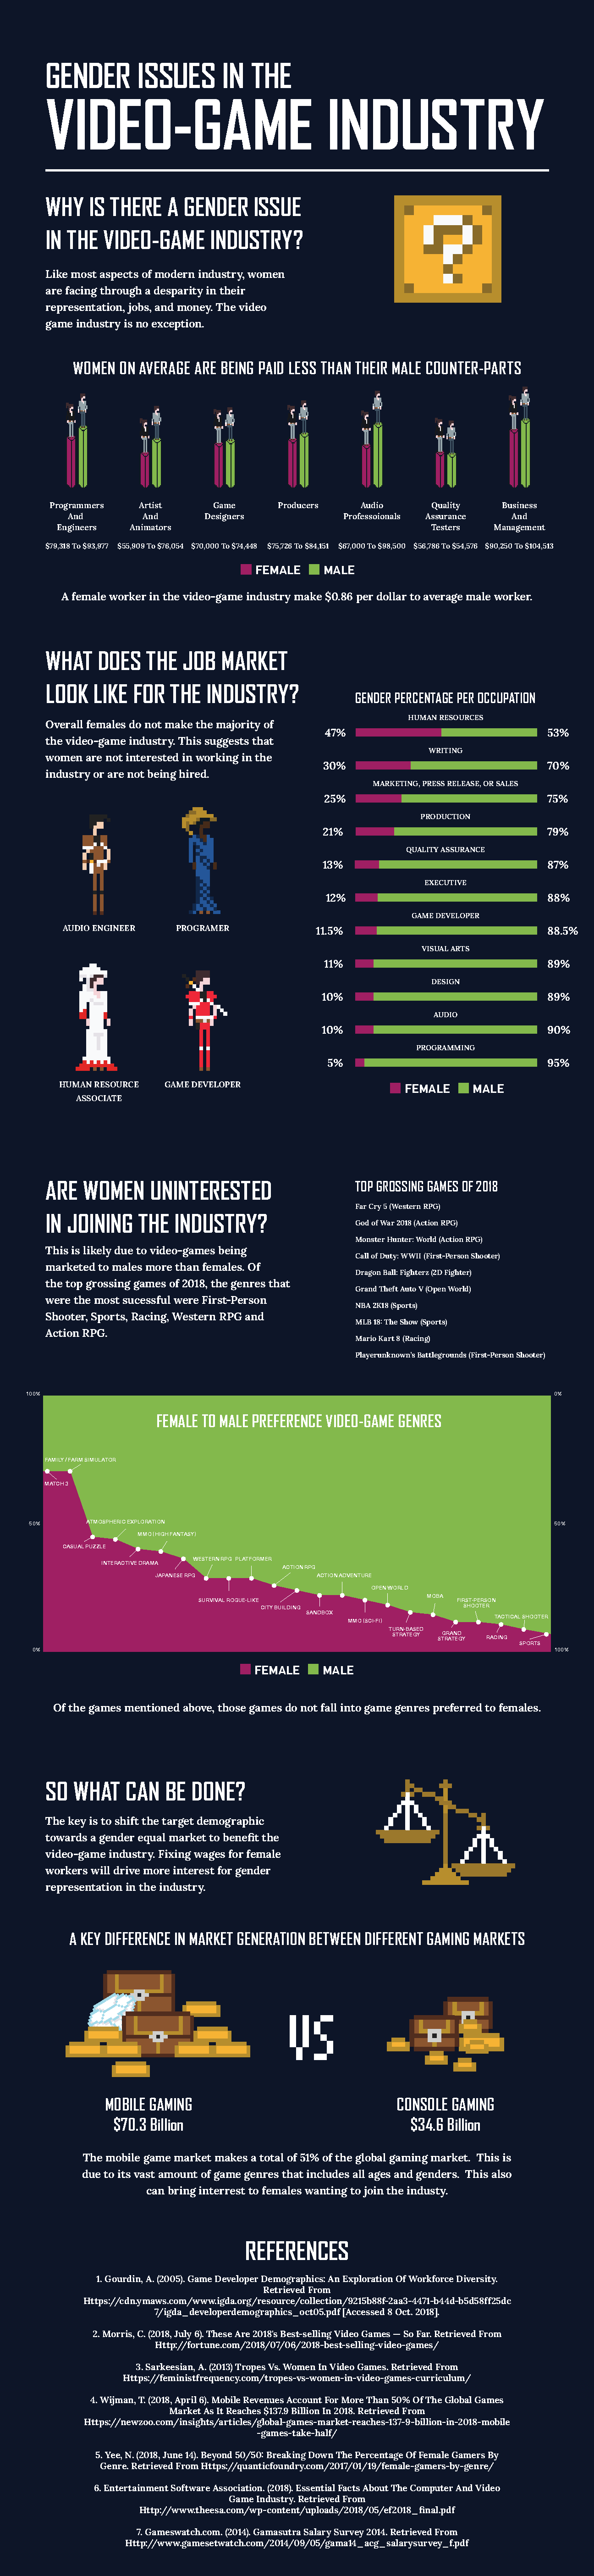 GENDER ISSUES IN THE
VIDEO-GAME INDUSTRY
WHY IS THERE A GENDER ISSUE
IN THE VIDEO-GAME INDUSTRY?
Like most aspects of modern industry, women
are facing through a desparity in their
representation, jobs, and money. The video
game industry is no exception.
WOMEN ON AVERAGE ARE BEING PAID LESS THAN THEIR MALE COUNTER-PARTS
Programmers
And
Engineers
Artist
And
Animators
Game
Designers
Producers
Audio
Professoionals
Quality
Assurance
Testers
Business
And
Management
$79,318 To $93,977
$55,909 To $76,054
$70,000 To $74,448
$75,726 To $84,151
$67,000 To $98,500
$56,786 To $54,576
$90,250 To $104,513
FEMALE MALE
A female worker in the video-game industry make $0.86 per dollar to average male worker.
WHAT DOES THE JOB MARKET
LOOK LIKE FOR THE INDUSTRY?
Overall females do not make the majority of
the video-game industry. This suggests that
women are not interested in working in the
industry or are not being hired.
AUDIO ENGINEER
PROGRAMER
HUMAN RESOURCE
ASSOCIATE
GAME DEVELOPER
GENDER PERCENTAGE PER OCCUPATION
HUMAN RESOURCES
47% 53%
WRITING
30% 70%
MARKETING, PRESS RELEASE, OR SALES
25% 75%
PRODUCTION
21% 79%
QUALITY ASSURANCE
13% 87%
EXECUTIVE
12% 88%
GAME DEVELOPER
11.5% 88.5%
VISUAL ARTS
11% 89%
DESIGN
10% 89%
AUDIO
10% 90%
PROGRAMMING
5% 95%
FEMALE MALE
ARE WOMEN UNINTERESTED
IN JOINING THE INDUSTRY?
This is likely due to video-games being
marketed to males more than females. Of
the top grossing games of 2018, the genres that
were the most sucessful were First-Person
Shooter, Sports, Racing, Western RPG and
Action RPG.
TOP GROSSING GAMES OF 2018
Far Cry 5 (Western RPG)
God of War 2018 (Action RPG)
Monster Hunter: World (Action RPG)
Call of Duty: WWII (First-Person Shooter)
Dragon Ball: Fighterz (2D Fighter)
Grand Theft Auto V (Open World)
NBA 2K18 (Sports)
MLB 18: The Show (Sports)
Mario Kart 8 (Racing)
Playerunknown's Battlegrounds (First-Person Shooter)
100% 0%
FEMALE TO MALE PREFERENCE VIDEO-GAME GENRES
FAMILY / FARM SIMULATOR
MATCH 3
50% 50%
ATMOSPHERIC EXPLORATION
CASUAL PUZZLE
MMO (HIGH FANTASY)
INTERACTIVE DRAMA
JAPANESE RPG
WESTERN RPG
PLATFORMER
SURVIVAL ROGUE-LIKE
ACTION RPG
CITY BUILDING
SANDBOX
ACTION ADVENTURE
MMO (SCI-FI)
OPEN WORLD
TURN-BASED
STRATEGY
MOBA
GRAND
STRATEGY
FIRST-PERSON
SHOOTER
RACING
TACTICAL SHOOTER
SPORTS
0% 100%
FEMALE MALE
Of the games mentioned above, those games do not fall into game genres preferred to females.
SO WHAT CAN BE DONE?
The key is to shift the target demographic
towards a gender equal market to benefit the
video-game industry. Fixing wages for female
workers will drive more interest for gender
representation in the industry.
A KEY DIFFERENCE IN MARKET GENERATION BETWEEN DIFFERENT GAMING MARKETS
VS
MOBILE GAMING
$70.3 Billion
CONSOLE GAMING
$34.6 Billion
The mobile game market makes a total of 51% of the global gaming market. This is
due to its vast amount of game genres that includes all ages and genders. This also
can bring interrest to females wanting to join the industy.
REFERENCES
1. Gourdin, A. (2005). Game Developer Demographics: An Exploration Of Workforce Diversity.
Retrieved From
Https://cdn.ymaws.com/www.igda.org/resource/collection/9215b88f-2aa3-4471-b44d-b5d58ff25dc
7/igda_developerdemographics_oct05.pdf [Accessed 8 Oct. 2018].
2. Morris, C. (2018, July 6). These Are 2018's Best-selling Video Games — So Far. Retrieved From
Http://fortune.com/2018/07/06/2018-best-selling-video-games/
3. Sarkeesian, A. (2013) Tropes Vs. Women In Video Games. Retrieved From
Https://feministfrequency.com/tropes-vs-women-in-video-games-curriculum/
4. Wijman, T. (2018, April 6). Mobile Revenues Account For More Than 50% Of The Global Games
Market As It Reaches $137.9 Billion In 2018. Retrieved From
Https://newzoo.com/insights/articles/global-games-market-reaches-137-9-billion-in-2018-mobile
-games-take-half/
5. Yee, N. (2018, June 14). Beyond 50/50: Breaking Down The Percentage Of Female Gamers By
Genre. Retrieved From Https://quanticfoundry.com/2017/01/19/female-gamers-by-genre/
6. Entertainment Software Association. (2018). Essential Facts About The Computer And Video
Game Industry. Retrieved From
Http://www.theesa.com/wp-content/uploads/2018/05/ef2018_final.pdf
7. Gameswatch.com. (2014). Gamasutra Salary Survey 2014. Retrieved From
Http://www.gamesetwatch.com/2014/09/05/gama14_acg_salarysurvey_f.pdf